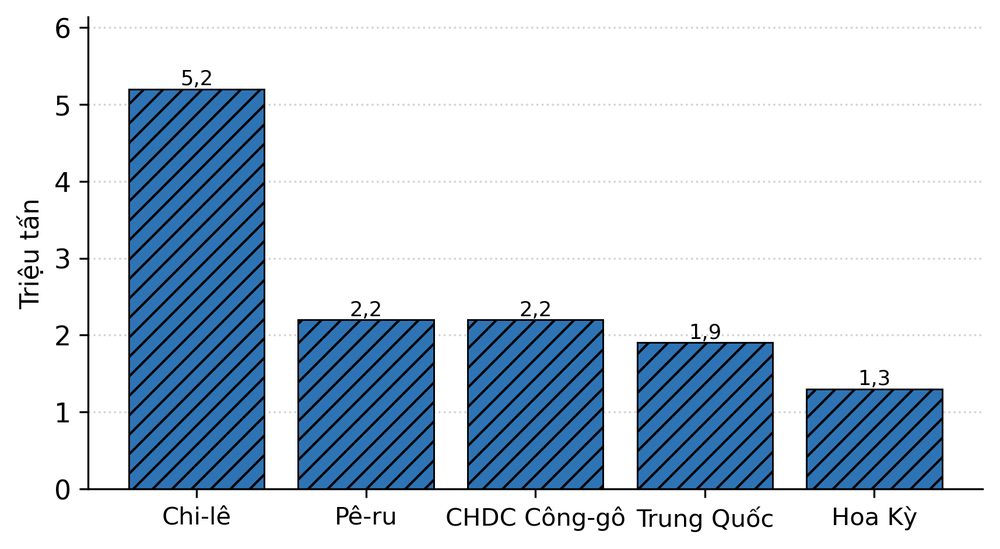 6
5
4
3
2
1
0
Triệu tấn
5,2
2,2
2,2
1,9
1,3
Chi-lê
Pê-ru
CHDC Công-gô
Trung Quốc
Hoa Kỳ